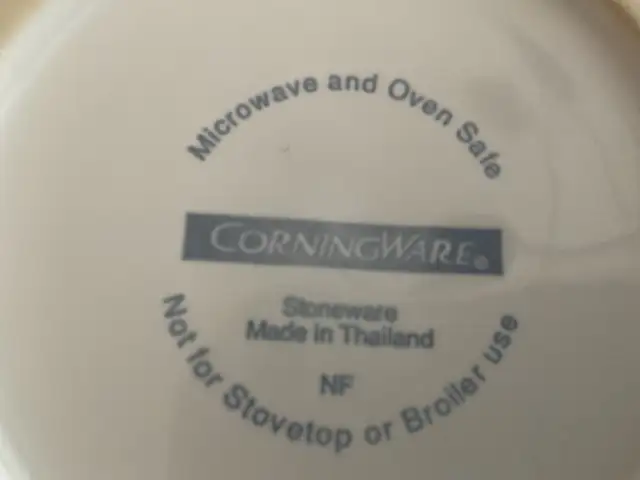 Microwave and Oven Safe
CORNINGWARE®
Stoneware
Made in Thailand
NF
Not for Stovetop or Broiler use